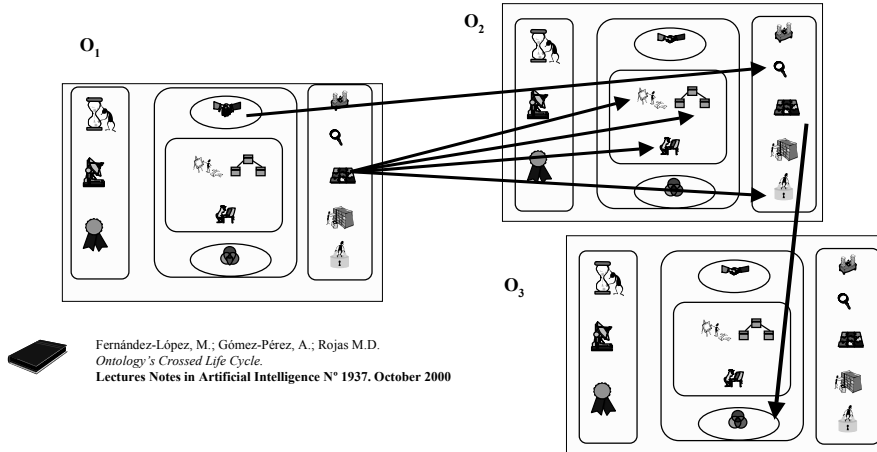 O1
O2
O3
Fernández-López, M.; Gómez-Pérez, A.; Rojas M.D.
Ontology's Crossed Life Cycle.
Lectures Notes in Artificial Intelligence Nº 1937. October 2000